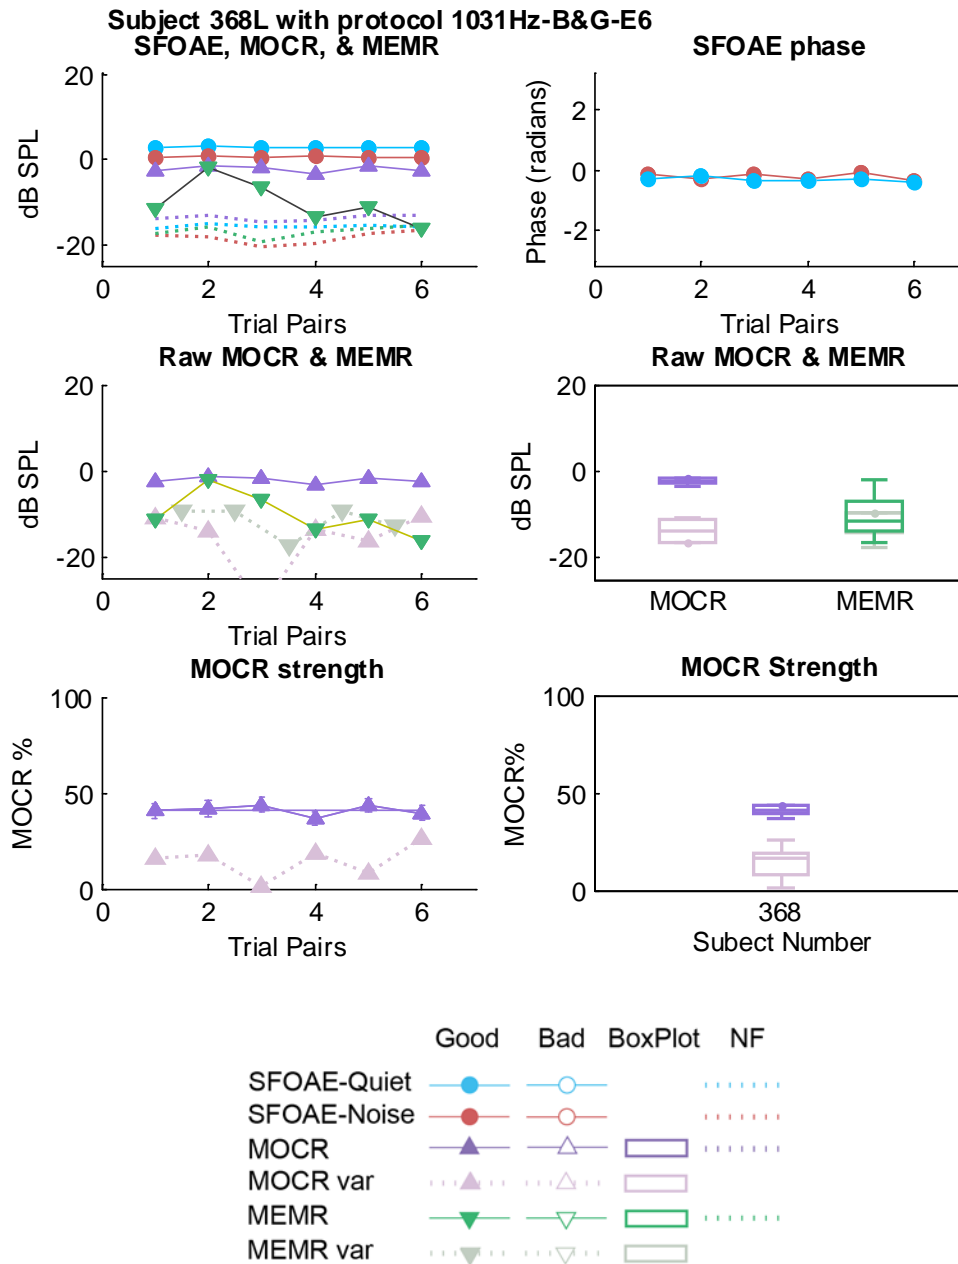 Subject 368L with protocol 1031Hz-B&G-E6
SFOAE, MOCR, & MEMR
20
0
-20
dB SPL
0 2 4 6
Trial Pairs
SFOAE phase
2
0
-2
Phase (radians)
0 2 4 6
Trial Pairs
Raw MOCR & MEMR
20
0
-20
dB SPL
0 2 4 6
Trial Pairs
Raw MOCR & MEMR
20
0
-20
dB SPL
MOCR MEMR
MOCR strength
100
50
0
MOCR %
0 2 4 6
Trial Pairs
MOCR Strength
100
50
0
MOCR%
368
Subect Number
Good Bad BoxPlot NF
SFOAE-Quiet
SFOAE-Noise
MOCR
MOCR var
MEMR
MEMR var